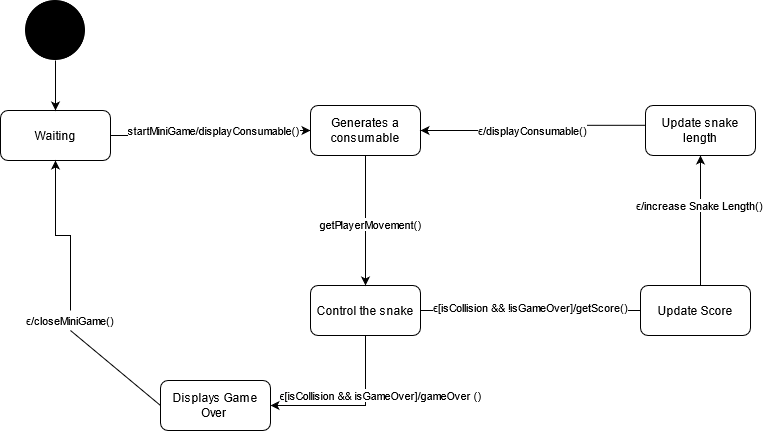 Generates a
consumable
Update snake
length
Waiting
startMiniGame/displayConsumable()
ϵ/displayConsumable()
ϵ/increase Snake Length()
getPlayerMovement()
Control the snake
ϵ[isCollision && !isGameOver]/getScore()
Update Score
ϵ/closeMiniGame()
Displays Game
Over
ϵ[isCollision && isGameOver]/gameOver ()